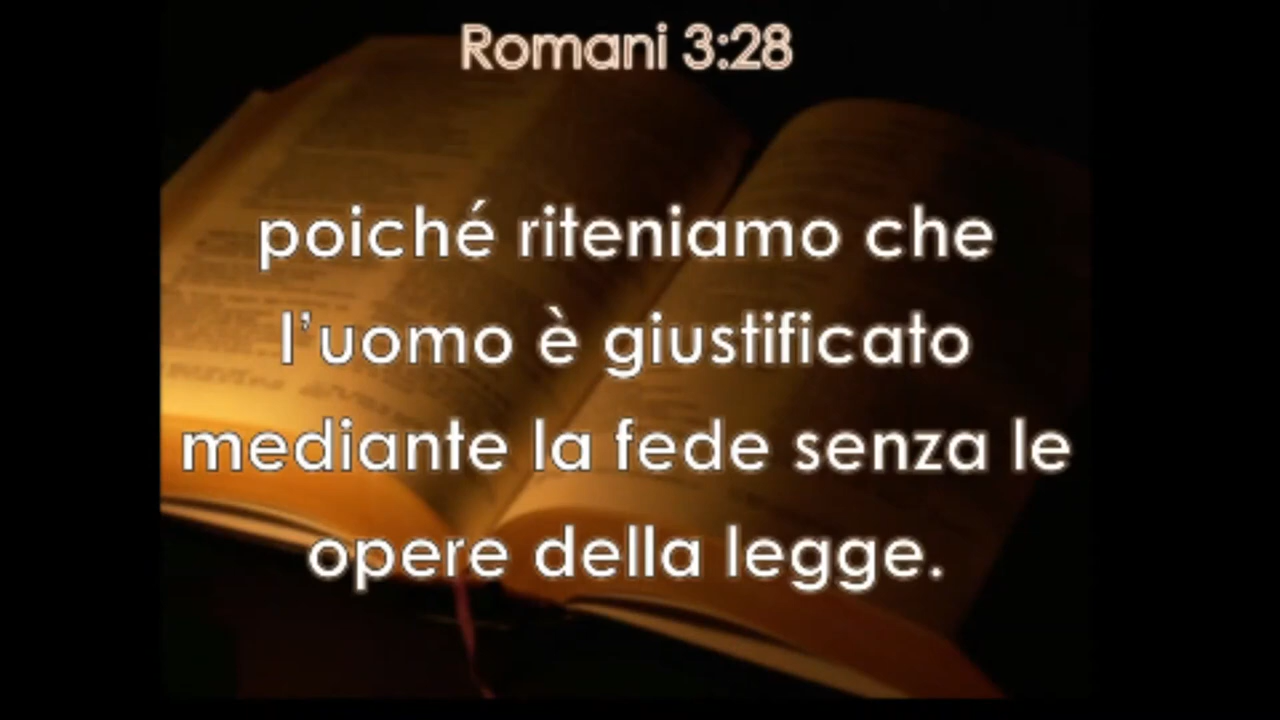 Romani 3:28
poiché riteniamo che
l’uomo è giustificato
mediante la fede senza le
opere della legge.